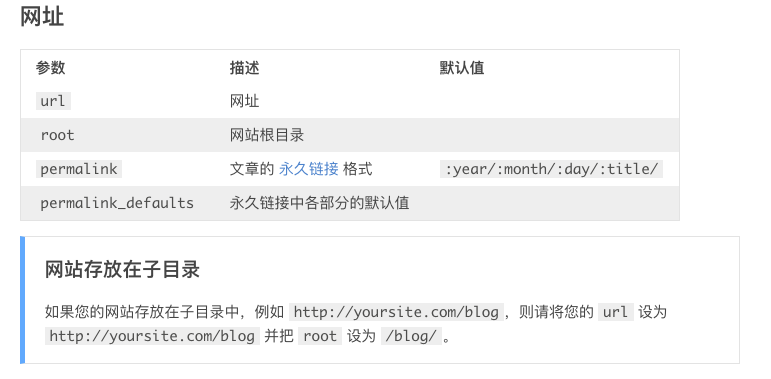 网址
参数 描述 默认值
url 网址
root 网站根目录
permalink 文章的 永久链接 格式 :year/:month/:day/:title/
permalink_defaults 永久链接中各部分的默认值
网站存放在子目录
如果您的网站存放在子目录中，例如 http://yoursite.com/blog，则请将您的 url 设为
http://yoursite.com/blog 并把 root 设为 /blog/。